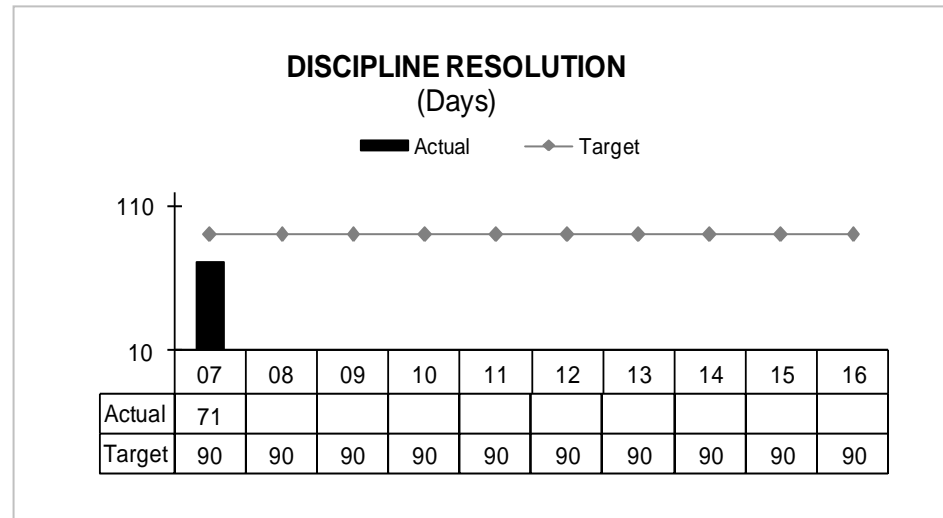 DISCIPLINE RESOLUTION
(Days)
Actual Target
110
10
07 08 09 10 11 12 13 14 15 16
Actual 71
Target 90 90 90 90 90 90 90 90 90 90